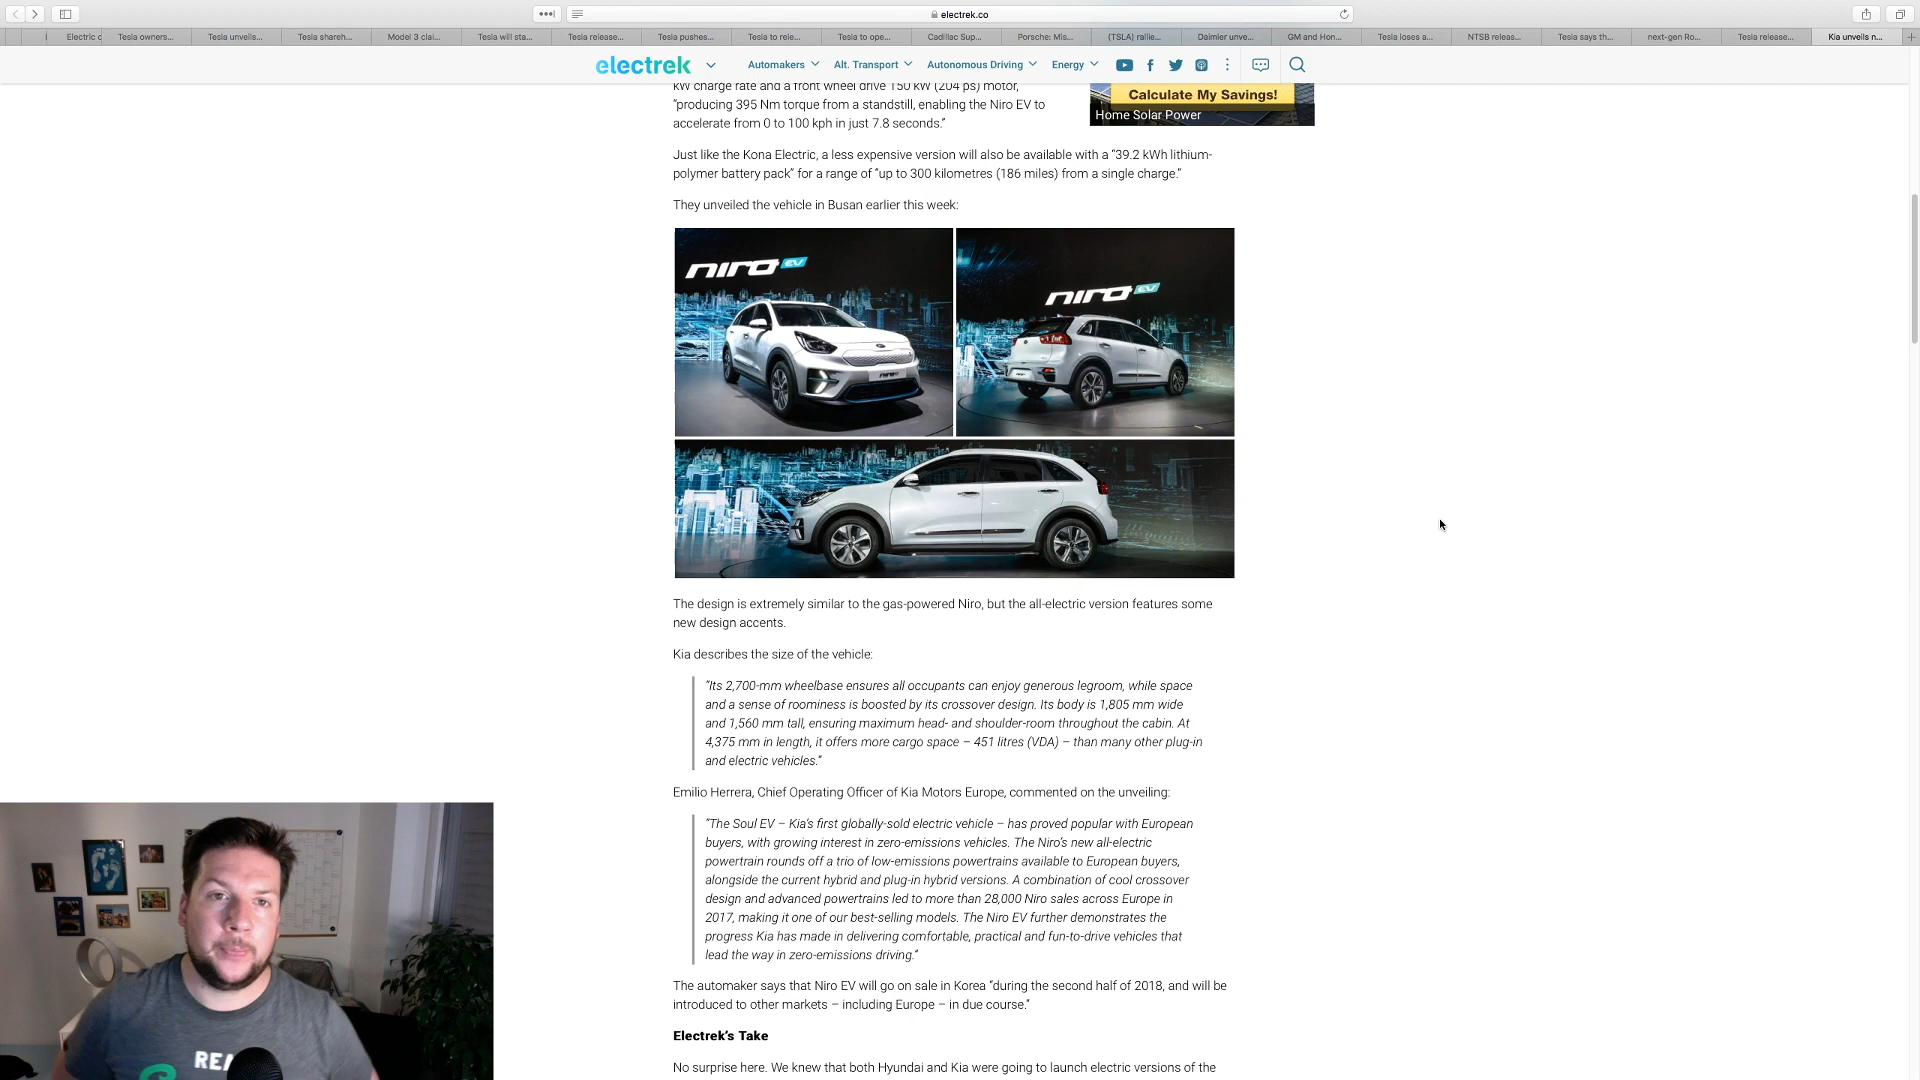 electrek.co
Electric c
Tesla owners...
Tesla unveils...
Tesla shareh...
Model 3 clai...
Tesla will sta...
Tesla release...
Tesla pushes...
Tesla to rele...
Tesla to ope...
Cadillac Sup...
Porsche: Mis...
(TSLA) rallie...
Daimler unve...
GM and Hon...
Tesla loses a...
NTSB releas...
Tesla says th...
next-gen Ro...
Tesla release...
Kia unveils n...
electrek
Automakers
Alt. Transport
Autonomous Driving
Energy
kW charge rate and a front wheel drive 150 kW (204 ps) motor,
“producing 395 Nm torque from a standstill, enabling the Niro EV to
accelerate from 0 to 100 kph in just 7.8 seconds.”
Calculate My Savings!
Home Solar Power
Just like the Kona Electric, a less expensive version will also be available with a “39.2 kWh lithium-
polymer battery pack” for a range of “up to 300 kilometres (186 miles) from a single charge.”
They unveiled the vehicle in Busan earlier this week:
niro EV
niro EV
The design is extremely similar to the gas-powered Niro, but the all-electric version features some
new design accents.
Kia describes the size of the vehicle:
“Its 2,700-mm wheelbase ensures all occupants can enjoy generous legroom, while space
and a sense of roominess is boosted by its crossover design. Its body is 1,805 mm wide
and 1,560 mm tall, ensuring maximum head- and shoulder-room throughout the cabin. At
4,375 mm in length, it offers more cargo space – 451 litres (VDA) – than many other plug-in
and electric vehicles.”
Emilio Herrera, Chief Operating Officer of Kia Motors Europe, commented on the unveiling:
“The Soul EV – Kia’s first globally-sold electric vehicle – has proved popular with European
buyers, with growing interest in zero-emissions vehicles. The Niro’s new all-electric
powertrain rounds off a trio of low-emissions powertrains available to European buyers,
alongside the current hybrid and plug-in hybrid versions. A combination of cool crossover
design and advanced powertrains led to more than 28,000 Niro sales across Europe in
2017, making it one of our best-selling models. The Niro EV further demonstrates the
progress Kia has made in delivering comfortable, practical and fun-to-drive vehicles that
lead the way in zero-emissions driving.”
The automaker says that Niro EV will go on sale in Korea “during the second half of 2018, and will be
introduced to other markets – including Europe – in due course.”
Electrek’s Take
No surprise here. We knew that both Hyundai and Kia were going to launch electric versions of the